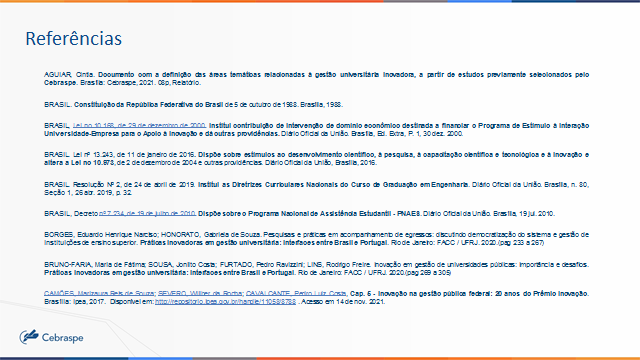 Referências
AGUIAR, Cintia. Documento com a definição das áreas temáticas relacionadas à gestão universitária inovadora, a partir de estudos previamente selecionados pelo
Cebraspe. Brasília: Cebraspe, 2021. 08p, Relatório.
BRASIL. Constituição da República Federativa do Brasil de 5 de outubro de 1988. Brasília, 1988.
BRASIL, Lei no 10.168, de 29 de dezembro de 2000. Institui contribuição de intervenção de domínio econômico destinada a financiar o Programa de Estímulo à Interação
Universidade-Empresa para o Apoio à Inovação e dá outras providências. Diário Oficial da União. Brasília, Ed. Extra, P. 1, 30 dez. 2000.
BRASIL. Lei nº 13.243, de 11 de janeiro de 2016. Dispõe sobre estímulos ao desenvolvimento científico, à pesquisa, à capacitação científica e tecnológica e à inovação e
altera a Lei no 10.973, de 2 de dezembro de 2004 e outras providências. Diário Oficial da União, Brasília, 2016.
BRASIL. Resolução Nº 2, de 24 de abril de 2019. Institui as Diretrizes Curriculares Nacionais do Curso de Graduação em Engenharia. Diário Oficial da União. Brasília, n. 80,
Seção 1, 26 abr. 2019, p. 32.
BRASIL, Decreto nº 7.234, de 19 de julho de 2010. Dispõe sobre o Programa Nacional de Assistência Estudantil - PNAES. Diário Oficial da União. Brasília, 19 jul. 2010.
BORGES, Eduardo Henrique Narciso; HONORATO, Gabriela de Souza. Pesquisas e práticas em acompanhamento de egressos: discutindo democratização do sistema e gestão de
instituições de ensino superior. Práticas inovadoras em gestão universitária: interfaces entre Brasil e Portugal. Rio de Janeiro: FACC / UFRJ. 2020.(pag 233 a 267)
BRUNO-FARIA, Maria de Fátima; SOUSA, Jonilto Costa; FURTADO, Pedro Ravizzini; LINS, Rodrigo Freire. Inovação em gestão de universidades públicas: importância e desafios.
Práticas inovadoras em gestão universitária: interfaces entre Brasil e Portugal. Rio de Janeiro: FACC / UFRJ. 2020.(pag 269 a 305)
CAMÕES, Marizaura Reis de Souza; SEVERO, Willber da Rocha; CAVALCANTE, Pedro Luiz Costa. Cap. 5 - Inovação na gestão pública federal: 20 anos do Prêmio Inovação.
Brasília: Ipea, 2017. Disponível em: http://repositorio.ipea.gov.br/handle/11058/8788 . Acesso em 14 de nov. 2021.
Cebraspe